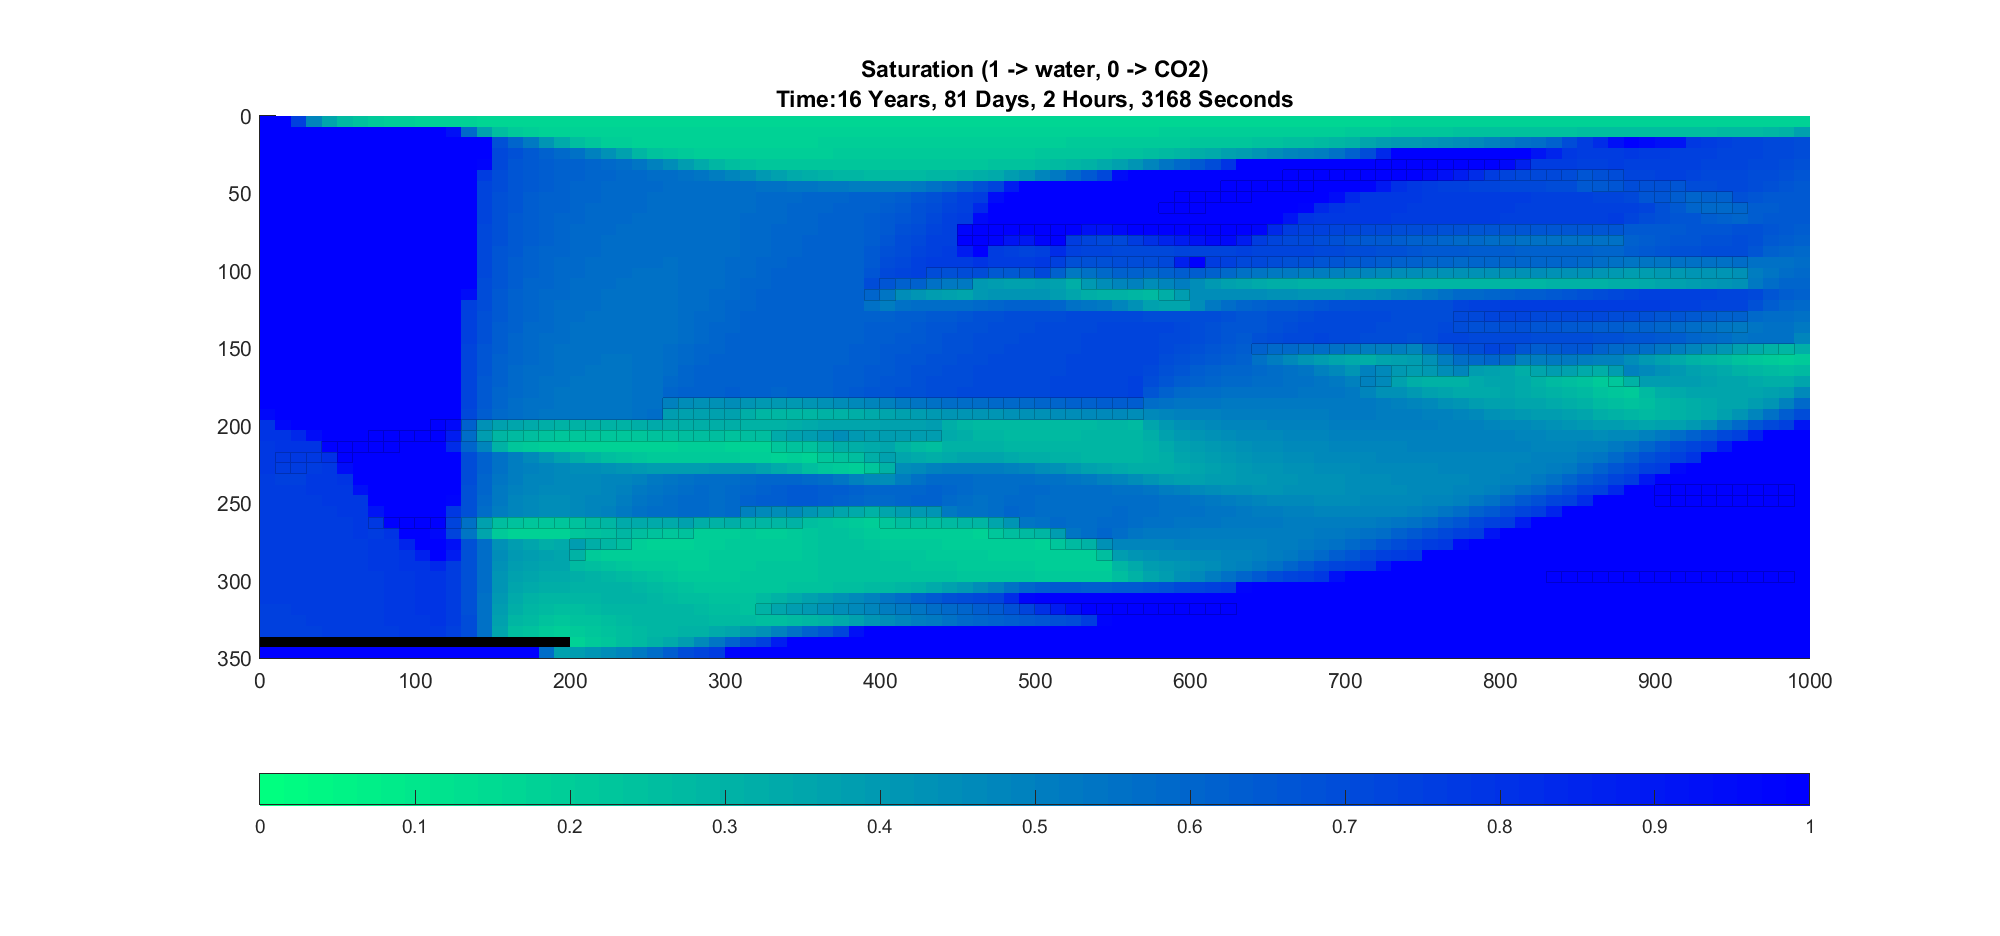 Saturation (1 -> water, 0 -> CO2)
Time:16 Years, 81 Days, 2 Hours, 3168 Seconds
0
50
100
150
200
250
300
350
0 100 200 300 400 500 600 700 800 900 1000
0 0.1 0.2 0.3 0.4 0.5 0.6 0.7 0.8 0.9 1